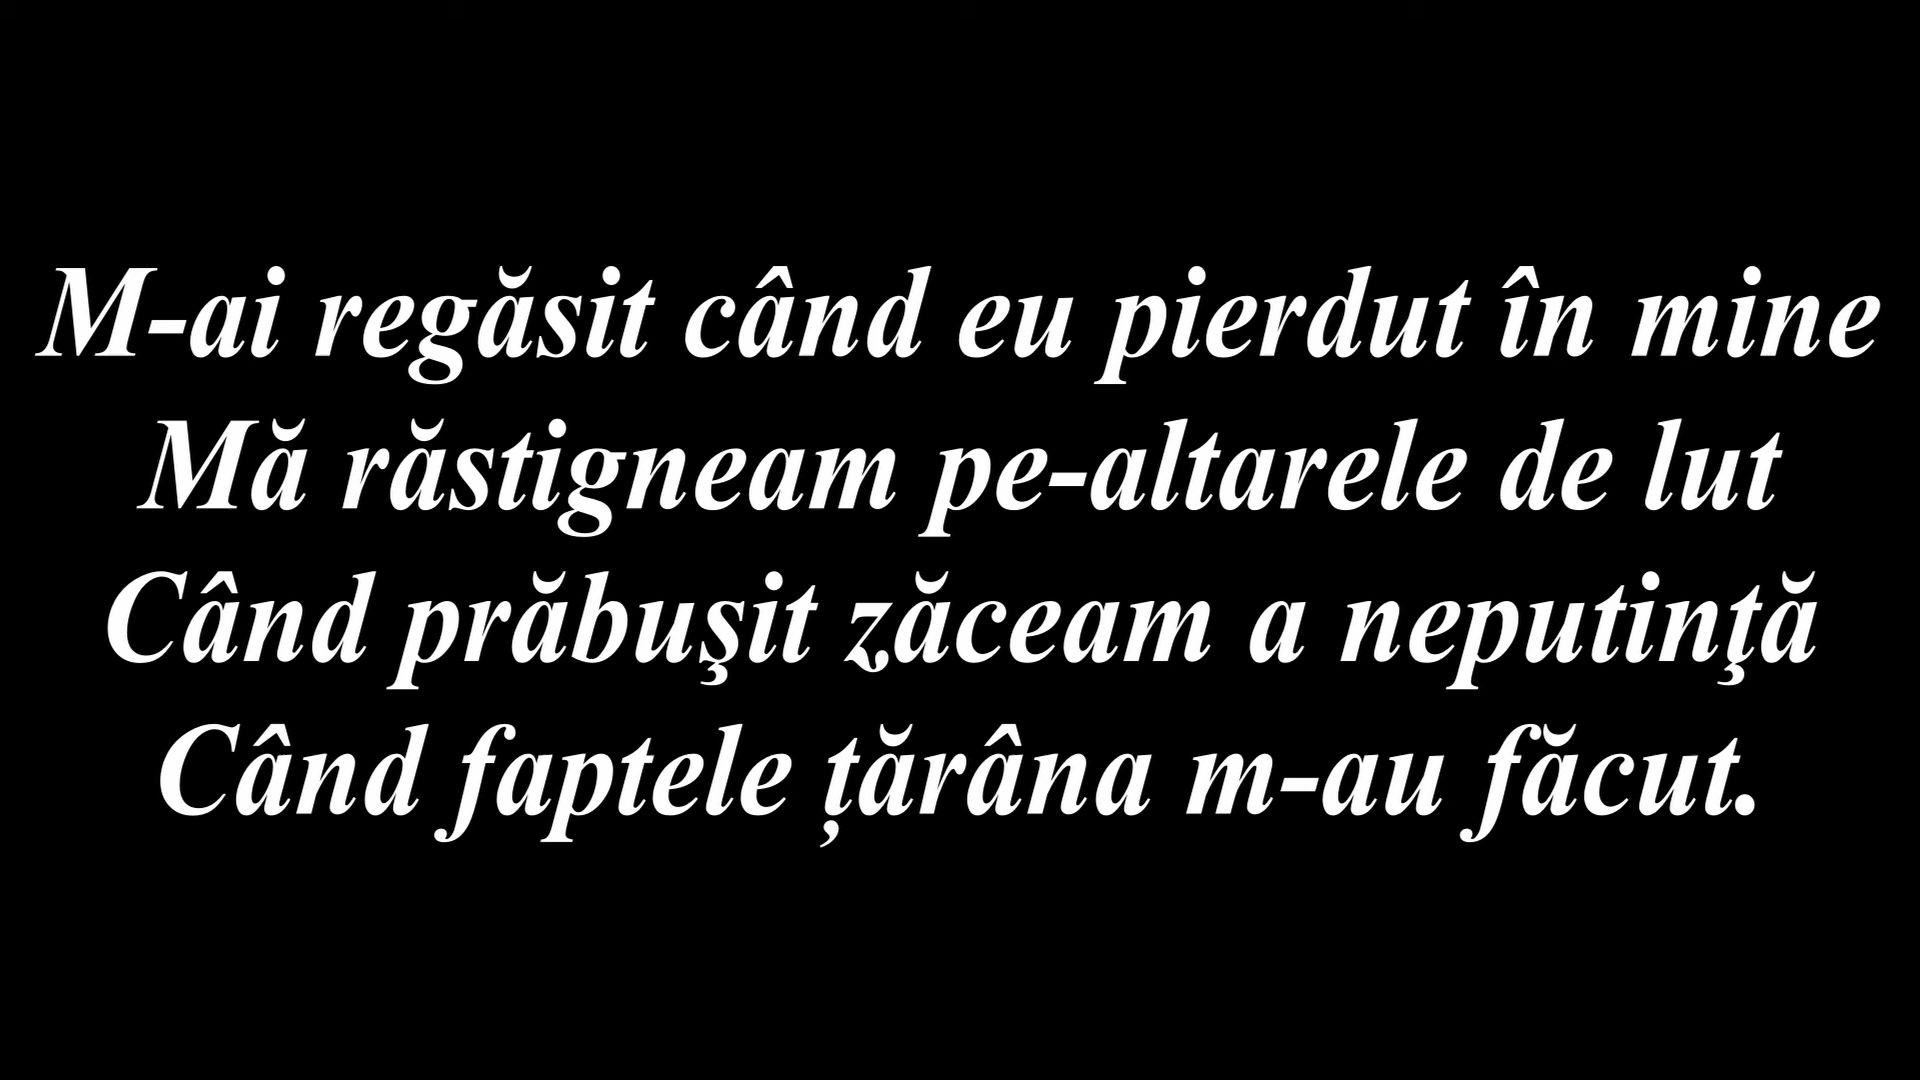 M-ai regăsit când eu pierdut în mine
Mă răstigneam pe-altarele de lut
Când prăbuşit zăceam a neputinţă
Când faptele țărâna m-au făcut.